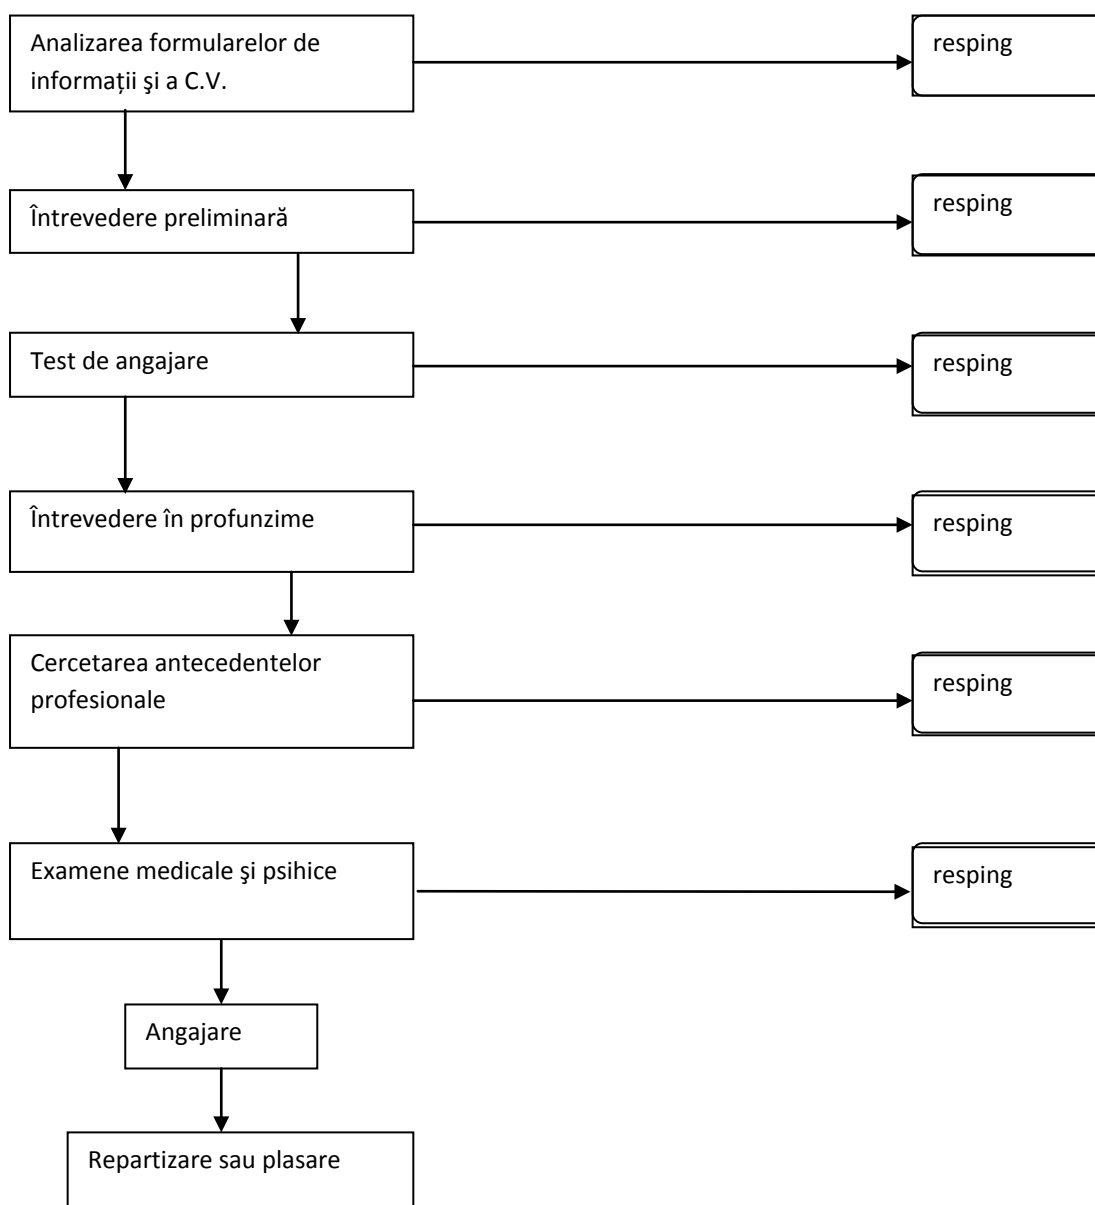 Analizarea formularelor de
informații şi a C.V.
resping
Întrevedere preliminară
resping
Test de angajare
resping
Întrevedere în profunzime
resping
Cercetarea antecedentelor
profesionale
resping
Examene medicale şi psihice
resping
Angajare
Repartizare sau plasare